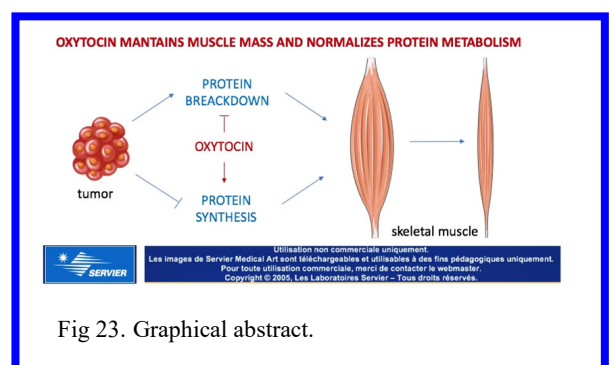 OXYTOCIN MANTAINS MUSCLE MASS AND NORMALIZES PROTEIN METABOLISM
PROTEIN
BREACKDOWN
OXYTOCIN
tumor
PROTEIN
SYNTHESIS
skeletal muscle
SERVIER
Utilisation non commerciale uniquement.
Les images de Servier Medical Art sont téléchargeables et utilisables à des fins pédagogiques uniquement.
Pour toute utilisation commerciale, merci de contacter le webmaster.
Copyright © 2005, Les Laboratoires Servier – Tous droits réservés.
Fig 23. Graphical abstract.